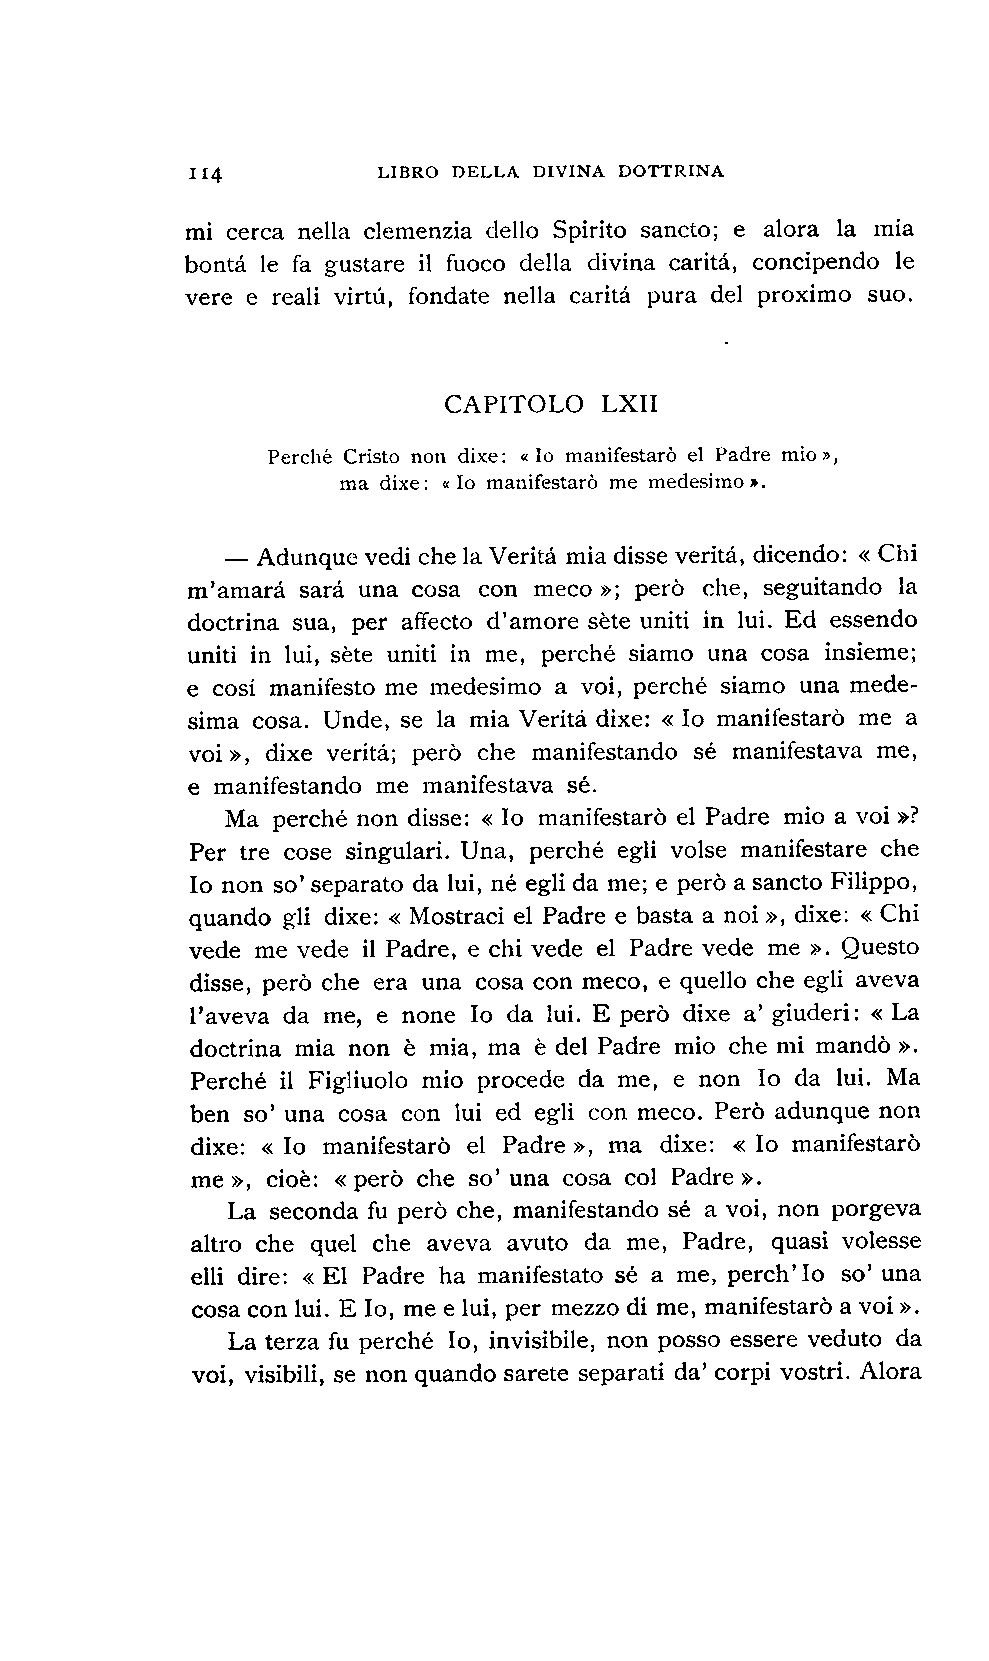 114 LIBRO DELLA DIVINA DOTTRINA
mi cerca nella clemenzia dello Spirito sancto; e alora la mia
bontá le fa gustare il fuoco della divina caritá, concipendo le
vere e reali virtú, fondate nella caritá pura del proximo suo.
CAPITOLO LXII
Perché Cristo non dixe: « Io manifestarò el Padre mio »,
ma dixe: « Io manifestarò me medesimo ».
— Adunque vedi che la Veritá mia disse veritá, dicendo: « Chi
m'amará sará una cosa con meco »; però che, seguitando la
doctrina sua, per affecto d'amore sète uniti in lui. Ed essendo
uniti in lui, sète uniti in me, perché siamo una cosa insieme;
e cosí manifesto me medesimo a voi, perché siamo una mede-
sima cosa. Unde, se la mia Veritá dixe: « Io manifestarò me a
voi », dixe veritá; però che manifestando sé manifestava me,
e manifestando me manifestava sé.
Ma perché non disse: « Io manifestarò el Padre mio a voi »?
Per tre cose singulari. Una, perché egli volse manifestare che
Io non so' separato da lui, né egli da me; e però a sancto Filippo,
quando gli dixe: « Mostraci el Padre e basta a noi », dixe: « Chi
vede me vede il Padre, e chi vede el Padre vede me ». Questo
disse, però che era una cosa con meco, e quello che egli aveva
l'aveva da me, e none Io da lui. E però dixe a' giuderi: « La
doctrina mia non è mia, ma è del Padre mio che mi mandò ».
Perché il Figliuolo mio procede da me, e non Io da lui. Ma
ben so' una cosa con lui ed egli con meco. Però adunque non
dixe: « Io manifestarò el Padre », ma dixe: « Io manifestarò
me », cioè: « però che so' una cosa col Padre ».
La seconda fu però che, manifestando sé a voi, non porgeva
altro che quel che aveva avuto da me, Padre, quasi volesse
elli dire: « El Padre ha manifestato sé a me, perch'Io so' una
cosa con lui. E Io, me e lui, per mezzo di me, manifestarò a voi ».
La terza fu perché Io, invisibile, non posso essere veduto da
voi, visibili, se non quando sarete separati da' corpi vostri. Alora